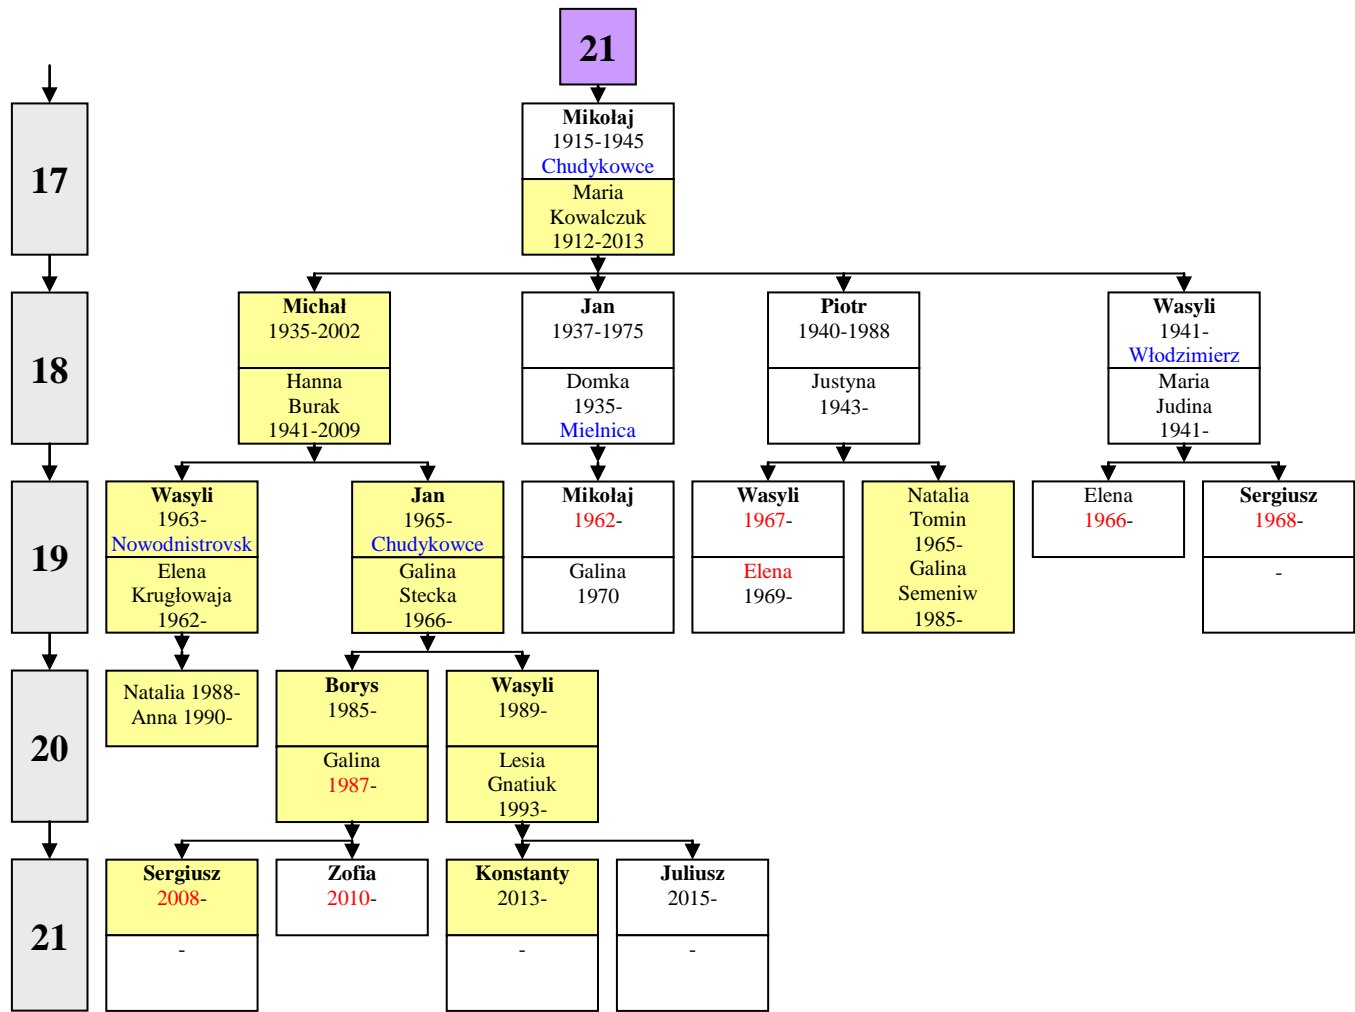 21
17
Mikołaj
1915-1945
Chudykowce
Maria
Kowalczuk
1912-2013
18
Michał
1935-2002
Hanna
Burak
1941-2009
Jan
1937-1975
Domka
1935-
Mielnica
Piotr
1940-1988
Justyna
1943-
Wasyli
1941-
Włodzimierz
Maria
Judina
1941-
19
Wasyli
1963-
Nowodnistrovsk
Elena
Krugłowaja
1962-
Jan
1965-
Chudykowce
Galina
Stecka
1966-
Mikołaj
1962-
Galina
1970
Wasyli
1967-
Elena
1969-
Natalia
Tomin
1965-
Galina
Semeniw
1985-
Elena
1966-
Sergiusz
1968-
-
20
Natalia 1988-
Anna 1990-
Borys
1985-
Galina
1987-
Wasyli
1989-
Lesia
Gnatiuk
1993-
21
Sergiusz
2008-
-
Zofia
2010-
Konstanty
2013-
-
Juliusz
2015-
-